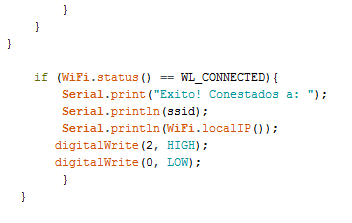 }
}
}
if (WiFi.status() == WL_CONNECTED){
Serial.print("Exito! Conestados a: ");
Serial.println(ssid);
Serial.println(WiFi.localIP());
digitalWrite(2, HIGH);
digitalWrite(0, LOW);
}
}